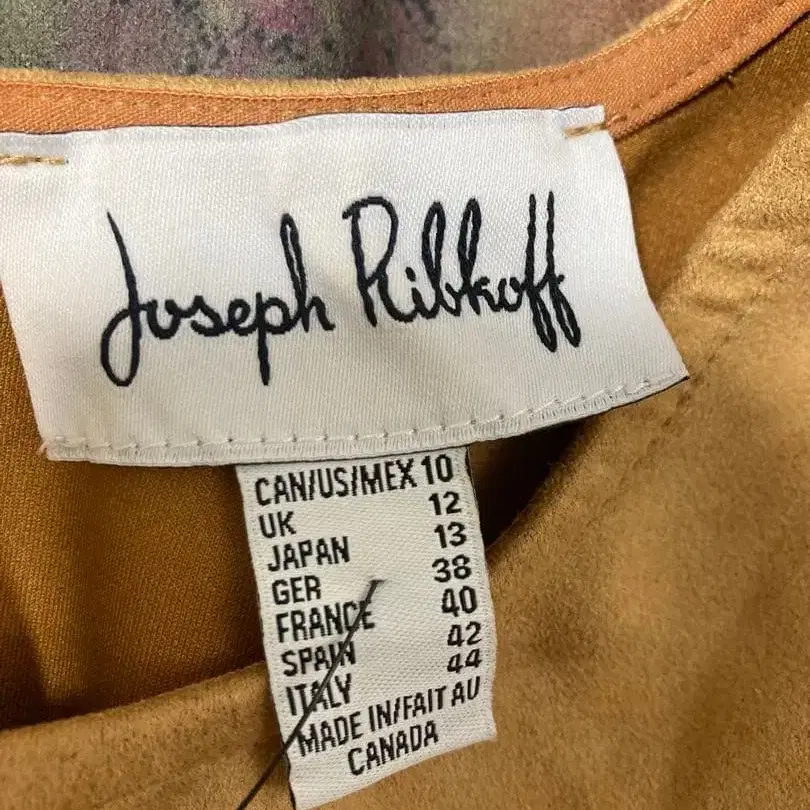 Joseph Ribkoff
CAN/US/MEX 10
UK 12
JAPAN 13
GER 38
FRANCE 40
SPAIN 42
ITALY 44
MADE IN/FAIT AU
CANADA